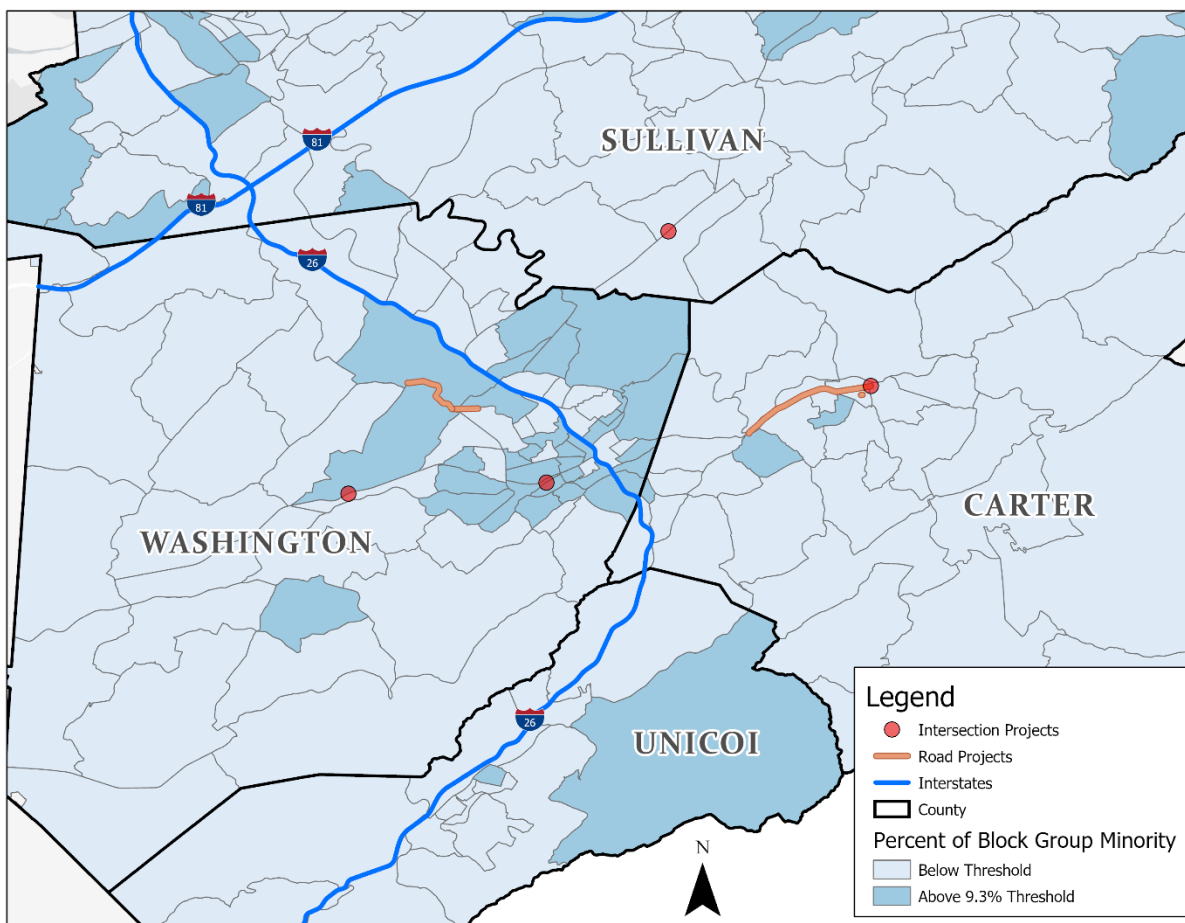 SULLIVAN
81
81
26
WASHINGTON
CARTER
26
UNICOI
N
Legend
Intersection Projects
Road Projects
Interstates
County
Percent of Block Group Minority
Below Threshold
Above 9.3% Threshold